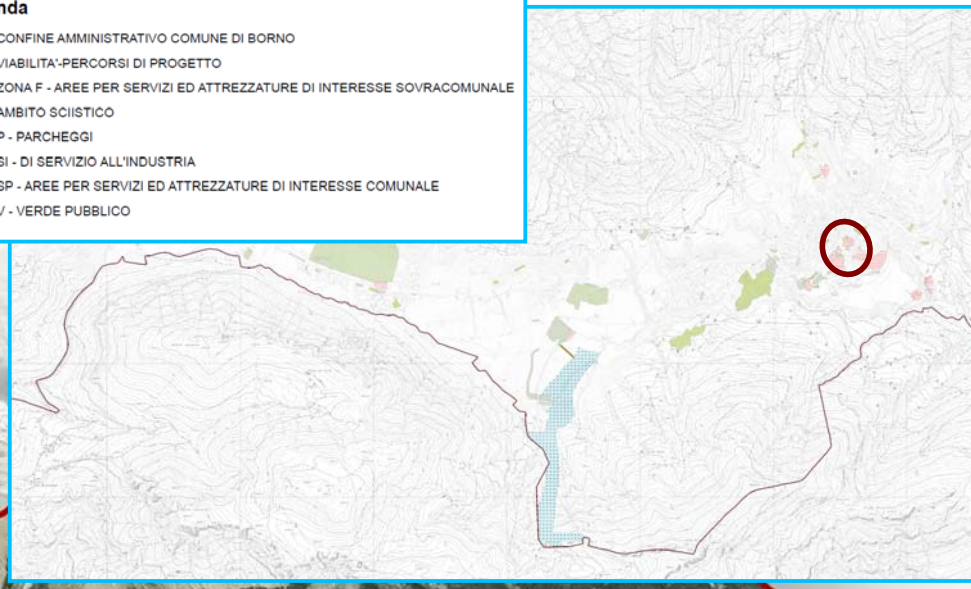 nda
CONFINE AMMINISTRATIVO COMUNE DI BORNO
VIABILITA'-PERCORSI DI PROGETTO
ZONA F - AREE PER SERVIZI ED ATTREZZATURE DI INTERESSE SOVRACOMUNALE
AMBITO SCIISTICO
P - PARCHEGGI
SI - DI SERVIZIO ALL'INDUSTRIA
SP - AREE PER SERVIZI ED ATTREZZATURE DI INTERESSE COMUNALE
V - VERDE PUBBLICO